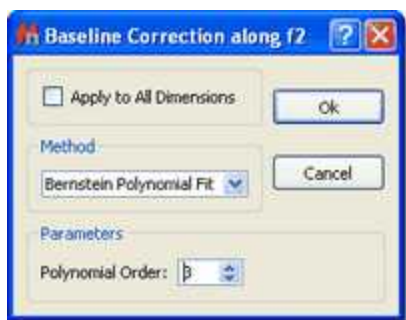 Baseline Correction along f2
Apply to All Dimensions
Ok
Method
Bernstein Polynomial Fit
Cancel
Parameters
Polynomial Order: 3